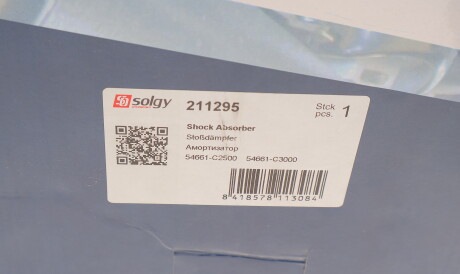 solgy 211295 Stck pcs. 1
Shock Absorber
Stoßdämpfer
Амортизатор
54661-C2500 54661-C3000
8 418578 113084